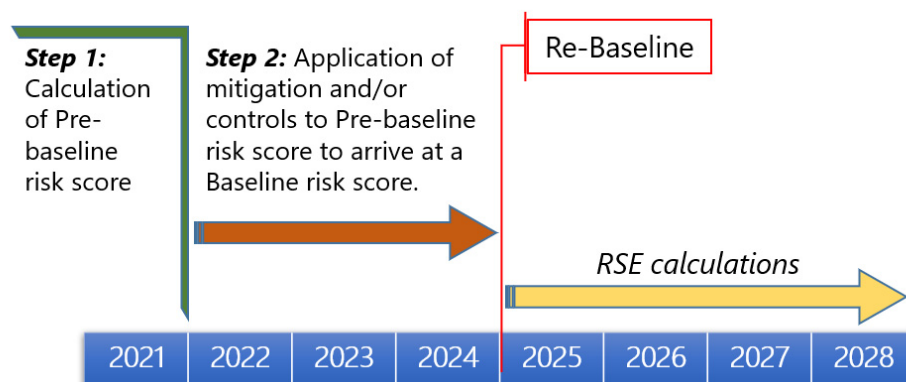 Step 1:
Calculation
of Pre-
baseline
risk score
Step 2: Application of
mitigation and/or
controls to Pre-baseline
risk score to arrive at a
Baseline risk score.
Re-Baseline
RSE calculations
2021 2022 2023 2024 2025 2026 2027 2028